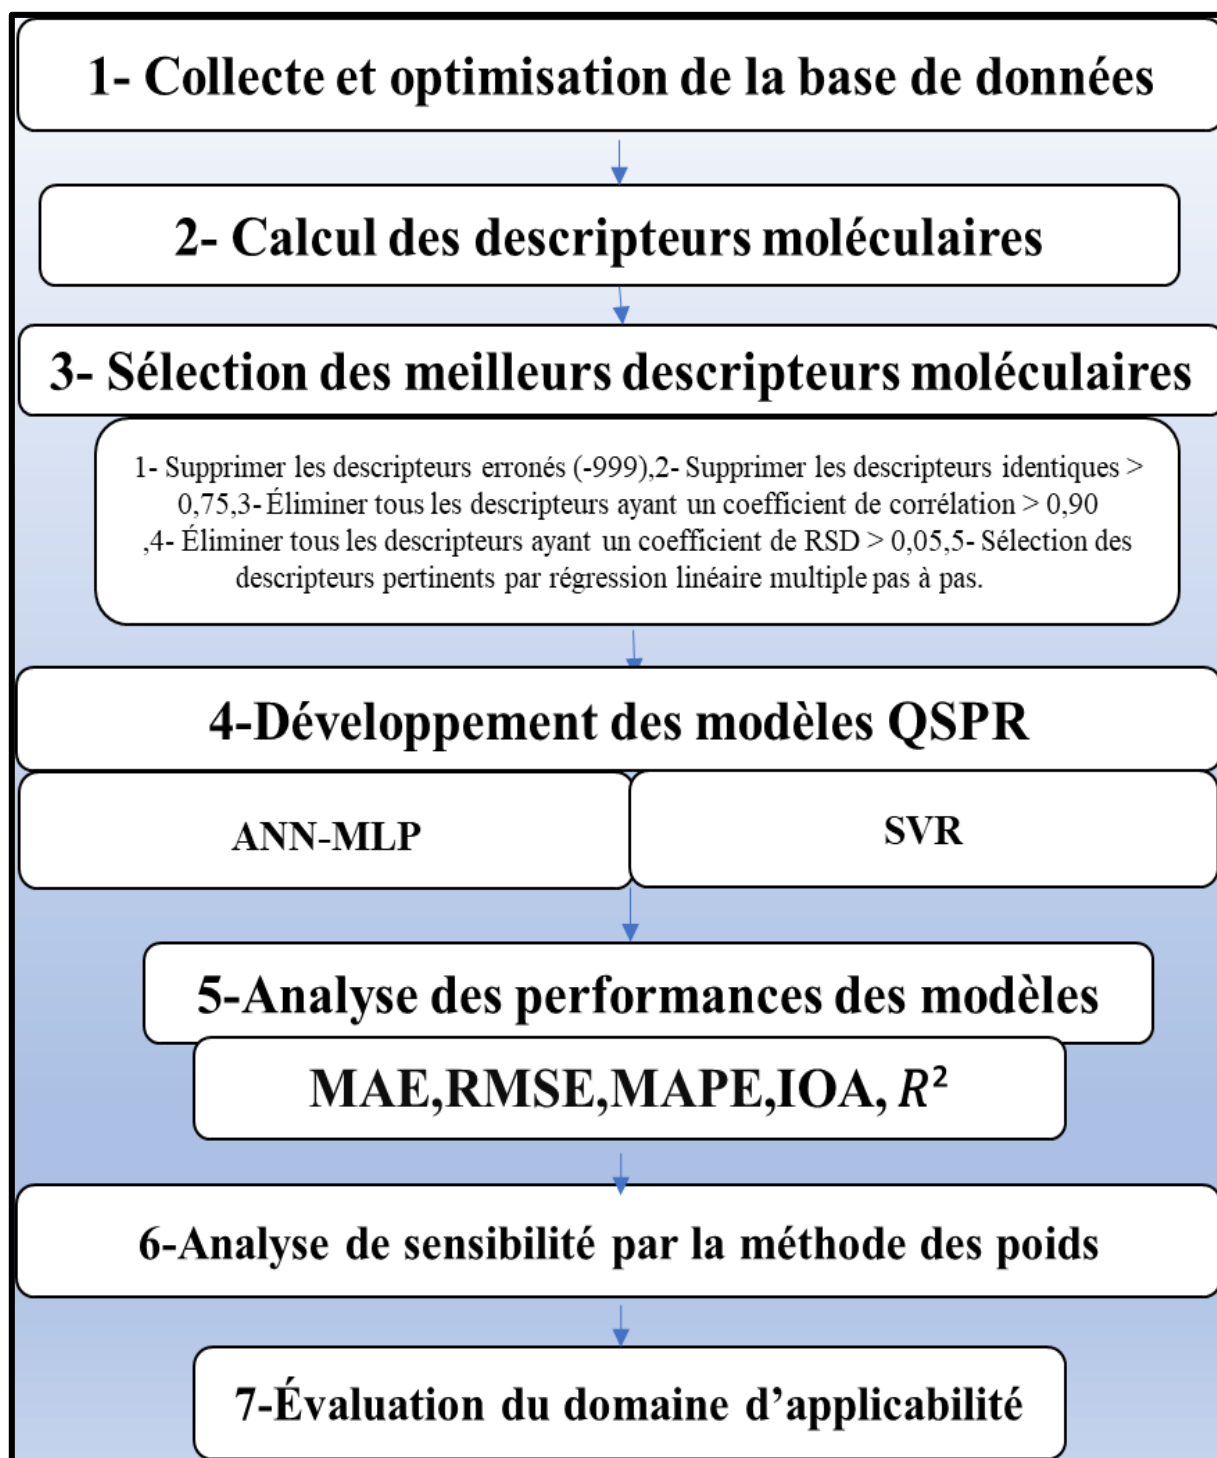 1- Collecte et optimisation de la base de données
2- Calcul des descripteurs moléculaires
3- Sélection des meilleurs descripteurs moléculaires
1- Supprimer les descripteurs erronés (-999),2- Supprimer les descripteurs identiques >
0,75,3- Éliminer tous les descripteurs ayant un coefficient de corrélation > 0,90
,4- Éliminer tous les descripteurs ayant un coefficient de RSD > 0,05,5- Sélection des
descripteurs pertinents par régression linéaire multiple pas à pas.
4-Développement des modèles QSPR
ANN-MLP
SVR
5-Analyse des performances des modèles
MAE,RMSE,MAPE,IOA, R²
6-Analyse de sensibilité par la méthode des poids
7-Évaluation du domaine d’applicabilité